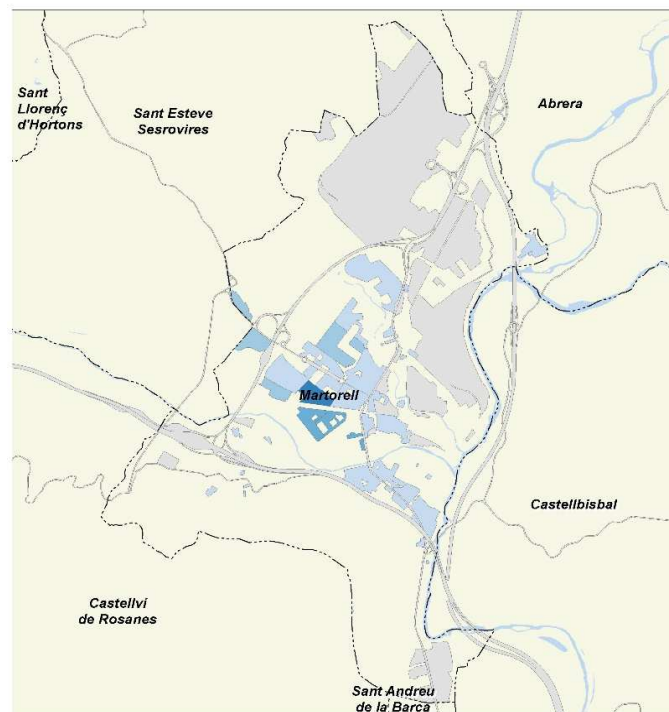 Sant
Llorenç
d'Hortons
Sant Esteve
Sesrovires
Abrera
Martorell
Castellbisbal
Castellví
de Rosanes
Sant Andreu
de la Barca